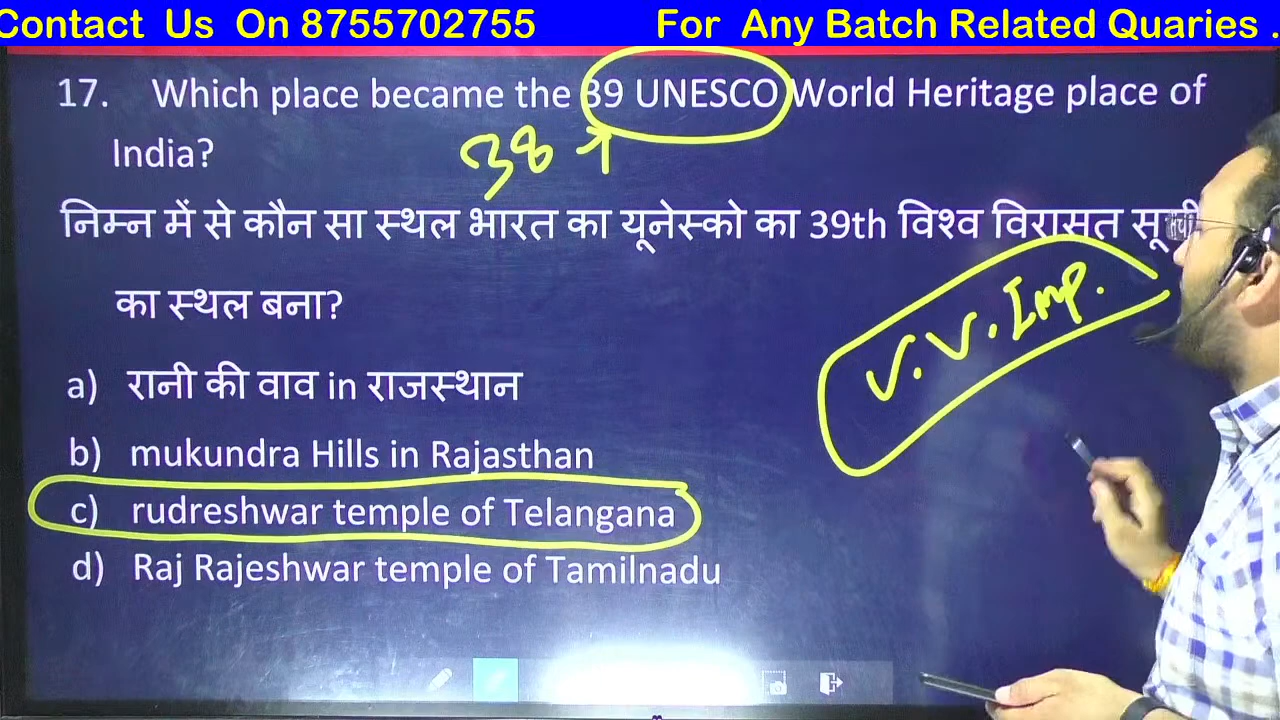 Contact Us On 8755702755 For Any Batch Related Quaries .
17. Which place became the 39 UNESCO World Heritage place of
India?
38
निम्न में से कौन सा स्थल भारत का यूनेस्को का 39th विश्व विरासत सूची
का स्थल बना?
V. V. Imp.
a) रानी की वाव in राजस्थान
b) mukundra Hills in Rajasthan
c) rudreshwar temple of Telangana
d) Raj Rajeshwar temple of Tamilnadu